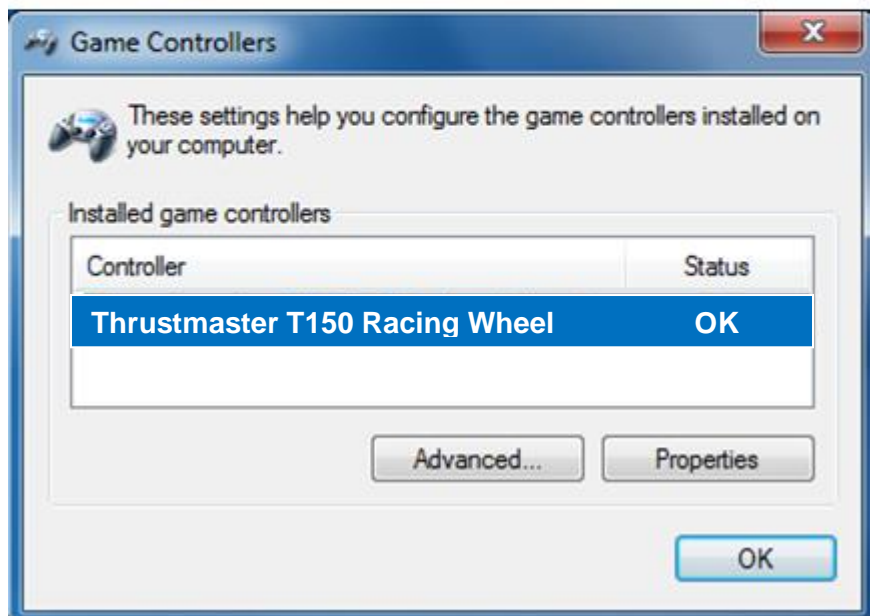 Game Controllers
These settings help you configure the game controllers installed on
your computer.
Installed game controllers
Controller Status
Thrustmaster T150 Racing Wheel OK
Advanced... Properties
OK